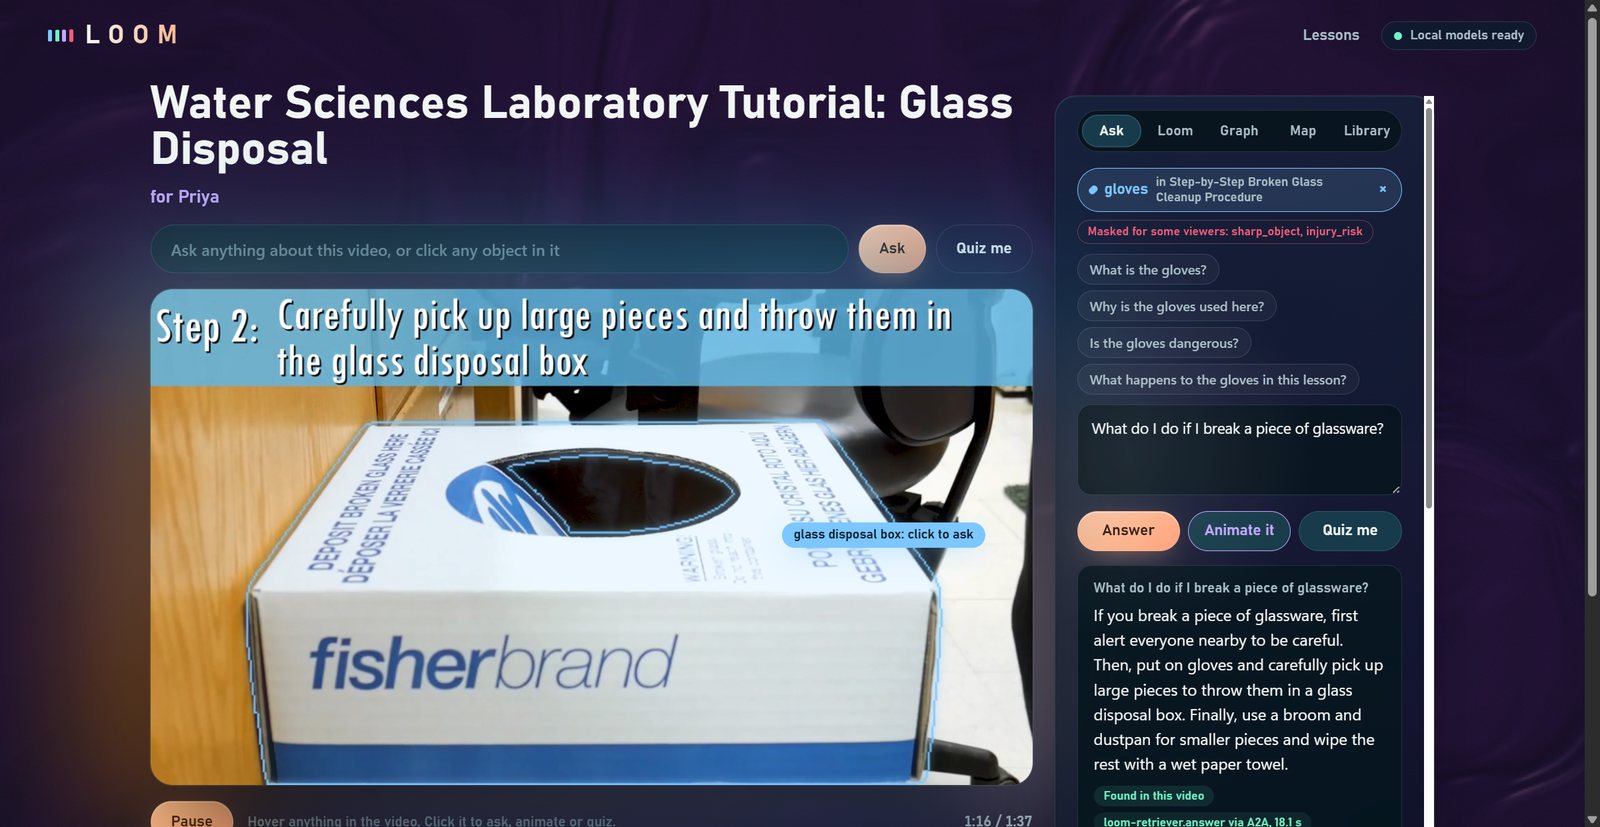 LOOM
Lessons
Local models ready
Water Sciences Laboratory Tutorial: Glass
Disposal
for Priya
Ask anything about this video, or click any object in it
Ask
Quiz me
Step 2: Carefully pick up large pieces and throw them in
the glass disposal box
DEPOSIT BROKEN GLASS HERE
DÉPOSER LA VERRERIE CASSÉE ICI
SU CRISTAL ROTO AQUÍ
WARNING:
glass disposal box: click to ask
fisherbrand
Pause
Hover anything in the video. Click it to ask, animate or quiz.
1:16 / 1:37
Ask
Loom
Graph
Map
Library
gloves
in Step-by-Step Broken Glass
Cleanup Procedure
×
Masked for some viewers: sharp_object, injury_risk
What is the gloves?
Why is the gloves used here?
Is the gloves dangerous?
What happens to the gloves in this lesson?
What do I do if I break a piece of glassware?
Answer
Animate it
Quiz me
What do I do if I break a piece of glassware?
If you break a piece of glassware, first
alert everyone nearby to be careful.
Then, put on gloves and carefully pick up
large pieces to throw them in a glass
disposal box. Finally, use a broom and
dustpan for smaller pieces and wipe the
rest with a wet paper towel.
Found in this video
loom-retriever.answer via A2A, 18.1 s